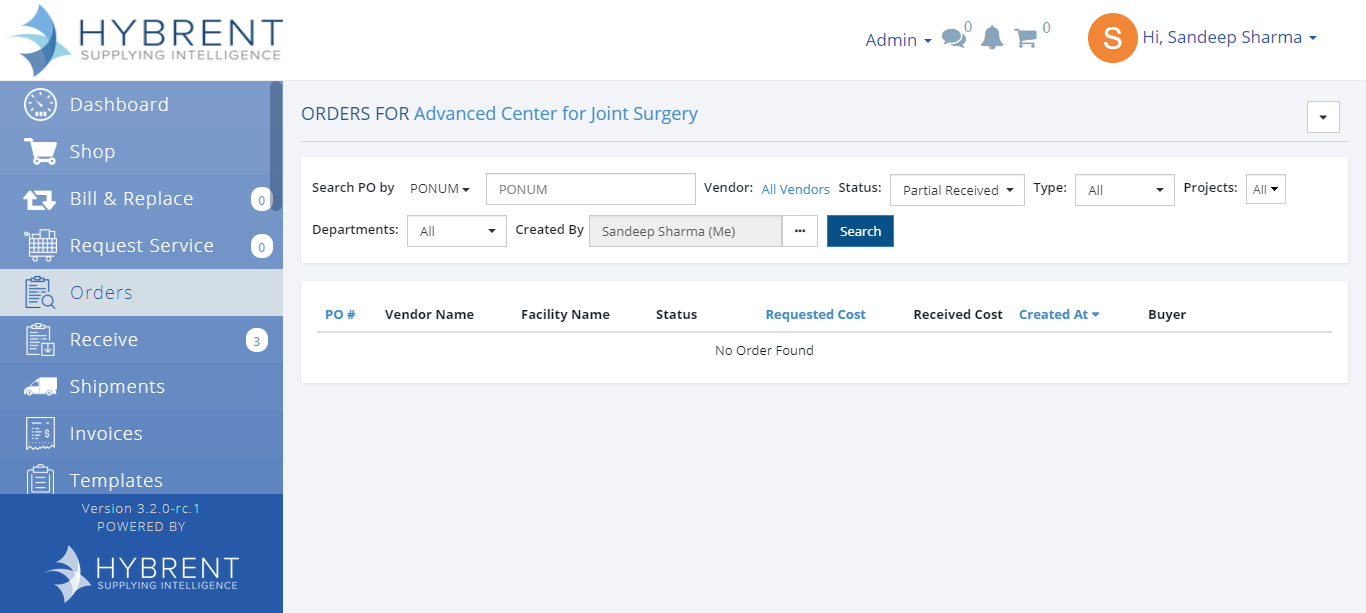 HYBRENT
SUPPLYING INTELLIGENCE
Admin 0 0 S Hi, Sandeep Sharma
Dashboard
Shop
Bill & Replace 0
Request Service 0
Orders
Receive 3
Shipments
Invoices
Templates
Version 3.2.0-rc.1
POWERED BY
HYBRENT
SUPPLYING INTELLIGENCE
ORDERS FOR Advanced Center for Joint Surgery
Search PO by PONUM PONUM Vendor: All Vendors Status: Partial Received Type: All Projects: All
Departments: All Created By Sandeep Sharma (Me) ... Search
PO # Vendor Name Facility Name Status Requested Cost Received Cost Created At Buyer
No Order Found